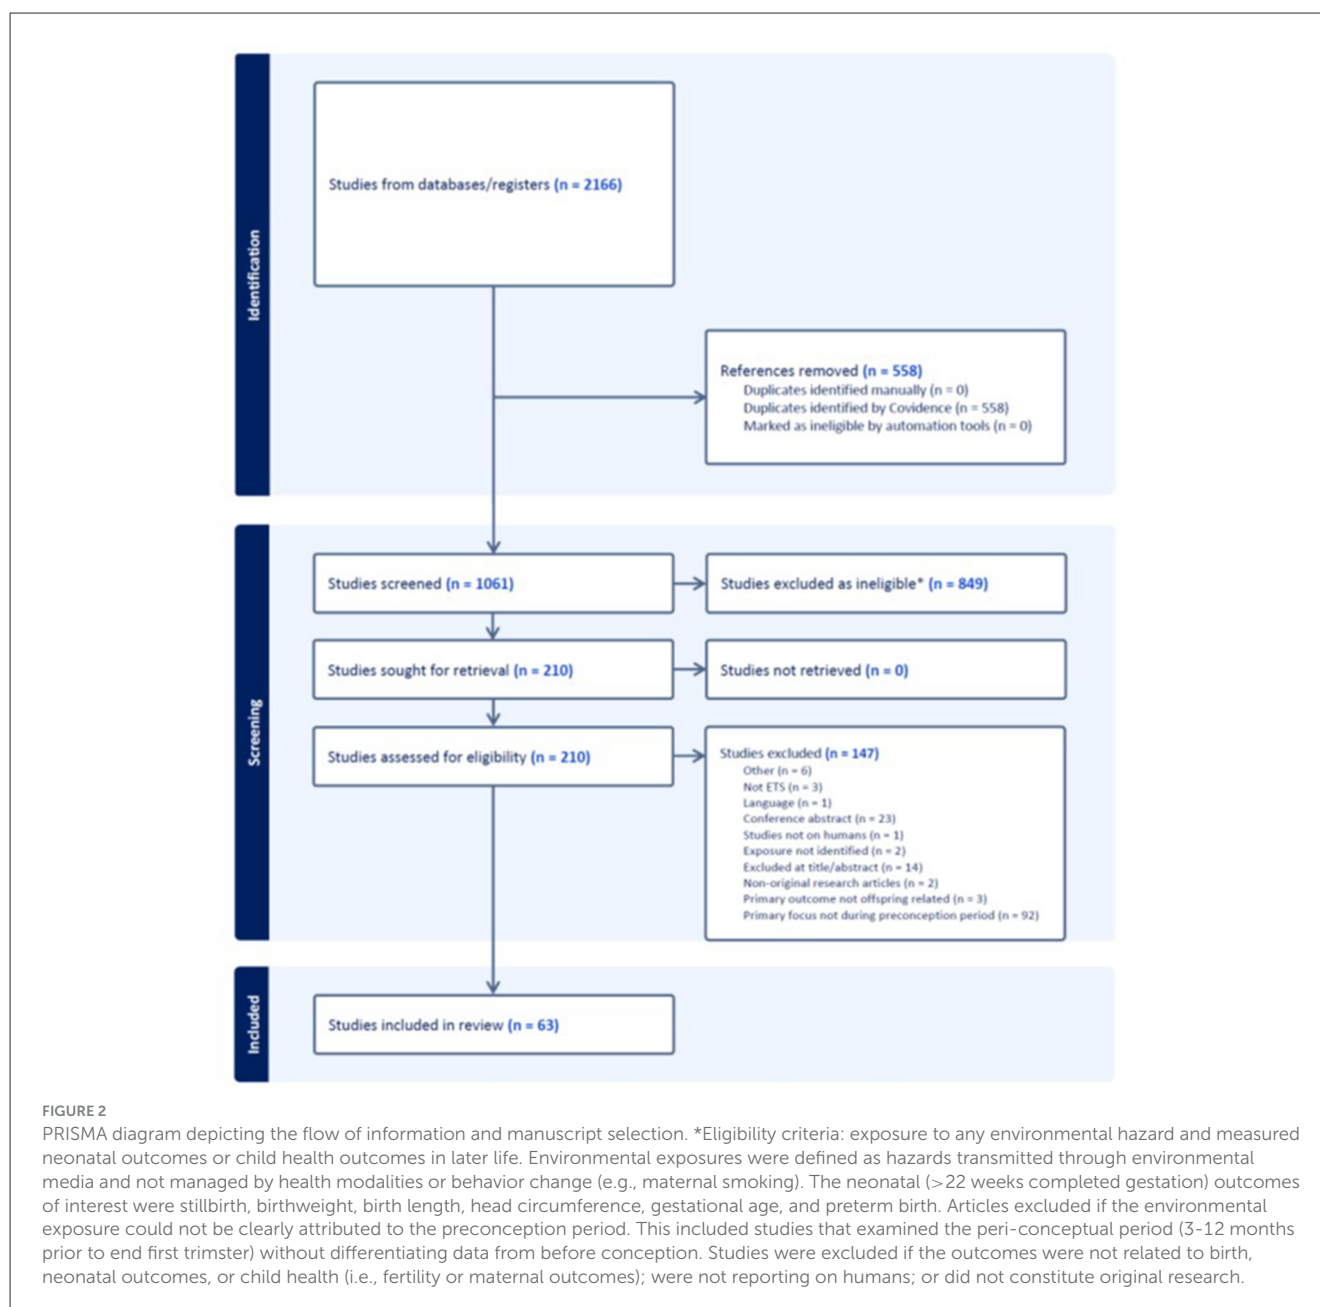 Identification
Studies from databases/registers (n = 2166)
References removed (n = 558)
Duplicates identified manually (n = 0)
Duplicates identified by Covidence (n = 558)
Marked as ineligible by automation tools (n = 0)
Screening
Studies screened (n = 1061)
Studies excluded as ineligible* (n = 849)
Studies sought for retrieval (n = 210)
Studies not retrieved (n = 0)
Studies assessed for eligibility (n = 210)
Studies excluded (n = 147)
Other (n = 6)
Not ETS (n = 3)
Language (n = 1)
Conference abstract (n = 23)
Studies not on humans (n = 1)
Exposure not identified (n = 2)
Excluded at title/abstract (n = 14)
Non-original research articles (n = 2)
Primary outcome not offspring related (n = 3)
Primary focus not during preconception period (n = 92)
Included
Studies included in review (n = 63)
FIGURE 2
PRISMA diagram depicting the flow of information and manuscript selection. *Eligibility criteria: exposure to any environmental hazard and measured
neonatal outcomes or child health outcomes in later life. Environmental exposures were defined as hazards transmitted through environmental
media and not managed by health modalities or behavior change (e.g., maternal smoking). The neonatal (>22 weeks completed gestation) outcomes
of interest were stillbirth, birthweight, birth length, head circumference, gestational age, and preterm birth. Articles excluded if the environmental
exposure could not be clearly attributed to the preconception period. This included studies that examined the peri-conceptual period (3-12 months
prior to end first trimster) without differentiating data from before conception. Studies were excluded if the outcomes were not related to birth,
neonatal outcomes, or child health (i.e., fertility or maternal outcomes); were not reporting on humans; or did not constitute original research.